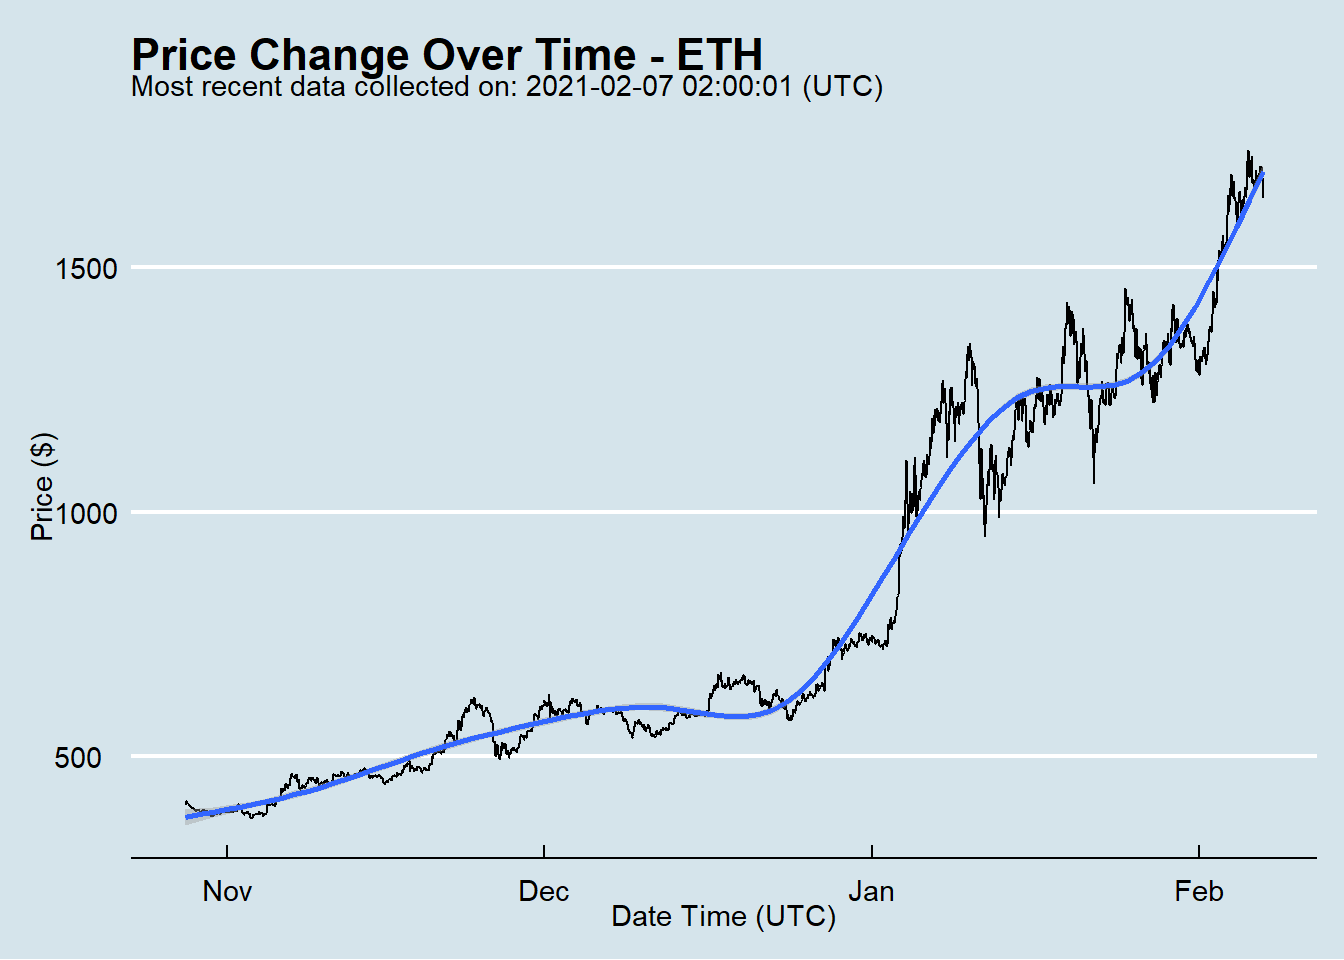 Price Change Over Time - ETH
Most recent data collected on: 2021-02-07 02:00:01 (UTC)
Price ($)
1500
1000
500
Nov Dec Jan Feb
Date Time (UTC)